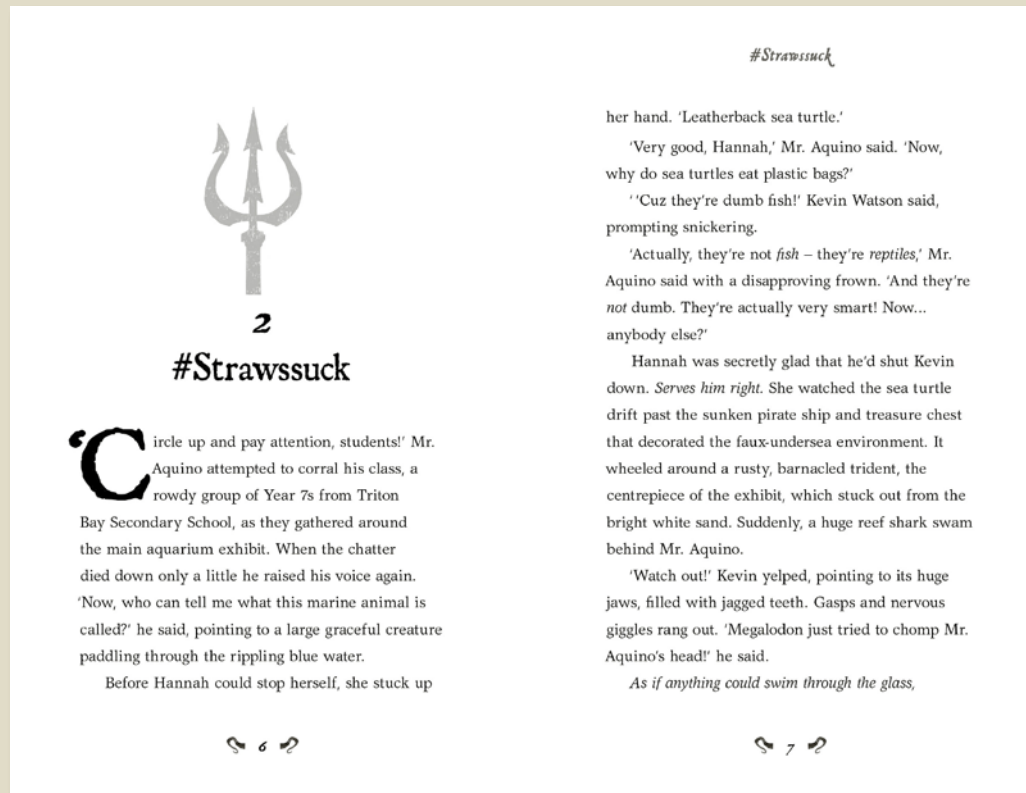 2
#Strawssuck
'Circle up and pay attention, students!' Mr.
Aquino attempted to corral his class, a
rowdy group of Year 7s from Triton
Bay Secondary School, as they gathered around
the main aquarium exhibit. When the chatter
died down only a little he raised his voice again.
'Now, who can tell me what this marine animal is
called?' he said, pointing to a large graceful creature
paddling through the rippling blue water.
Before Hannah could stop herself, she stuck up
6
#Strawssuck
her hand. 'Leatherback sea turtle.'
'Very good, Hannah,' Mr. Aquino said. 'Now,
why do sea turtles eat plastic bags?'
' 'Cuz they're dumb fish!' Kevin Watson said,
prompting snickering.
'Actually, they're not fish – they're reptiles,' Mr.
Aquino said with a disapproving frown. 'And they're
not dumb. They're actually very smart! Now...
anybody else?'
Hannah was secretly glad that he'd shut Kevin
down. Serves him right. She watched the sea turtle
drift past the sunken pirate ship and treasure chest
that decorated the faux-undersea environment. It
wheeled around a rusty, barnacled trident, the
centrepiece of the exhibit, which stuck out from the
bright white sand. Suddenly, a huge reef shark swam
behind Mr. Aquino.
'Watch out!' Kevin yelped, pointing to its huge
jaws, filled with jagged teeth. Gasps and nervous
giggles rang out. 'Megalodon just tried to chomp Mr.
Aquino's head!' he said.
As if anything could swim through the glass,
7